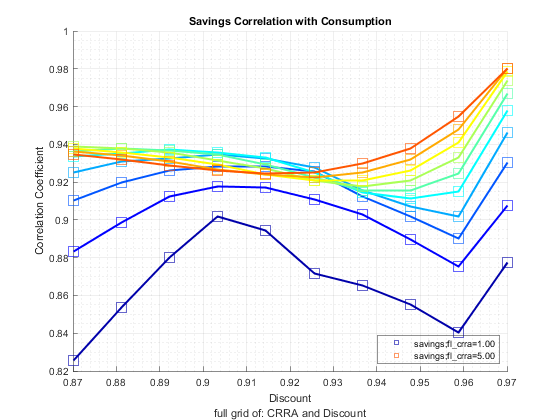 Savings Correlation with Consumption
1
0.98
0.96
0.94
0.92
0.9
0.88
0.86
0.84
0.82
Correlation Coefficient
savings;fl_crra=1.00
savings;fl_crra=5.00
0.87 0.88 0.89 0.9 0.91 0.92 0.93 0.94 0.95 0.96 0.97
Discount
full grid of: CRRA and Discount